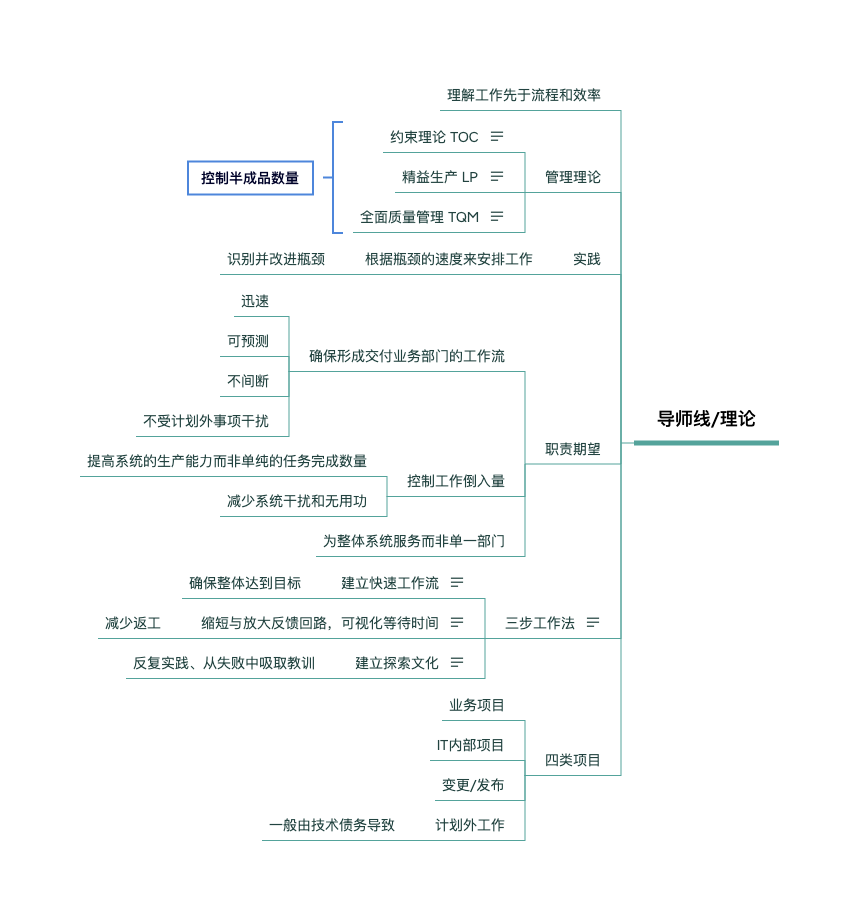 理解工作先于流程和效率
约束理论 TOC
控制半成品数量
精益生产 LP
管理理论
全面质量管理 TQM
识别并改进瓶颈
根据瓶颈的速度来安排工作
实践
迅速
可预测
确保形成交付业务部门的工作流
不间断
不受计划外事项干扰
导师线/理论
职责期望
提高系统的生产能力而非单纯的任务完成数量
控制工作倒入量
减少系统干扰和无用功
为整体系统服务而非单一部门
确保整体达到目标
建立快速工作流
减少返工
缩短与放大反馈回路，可视化等待时间
三步工作法
反复实践、从失败中吸取教训
建立探索文化
业务项目
IT内部项目
四类项目
变更/发布
一般由技术债务导致
计划外工作